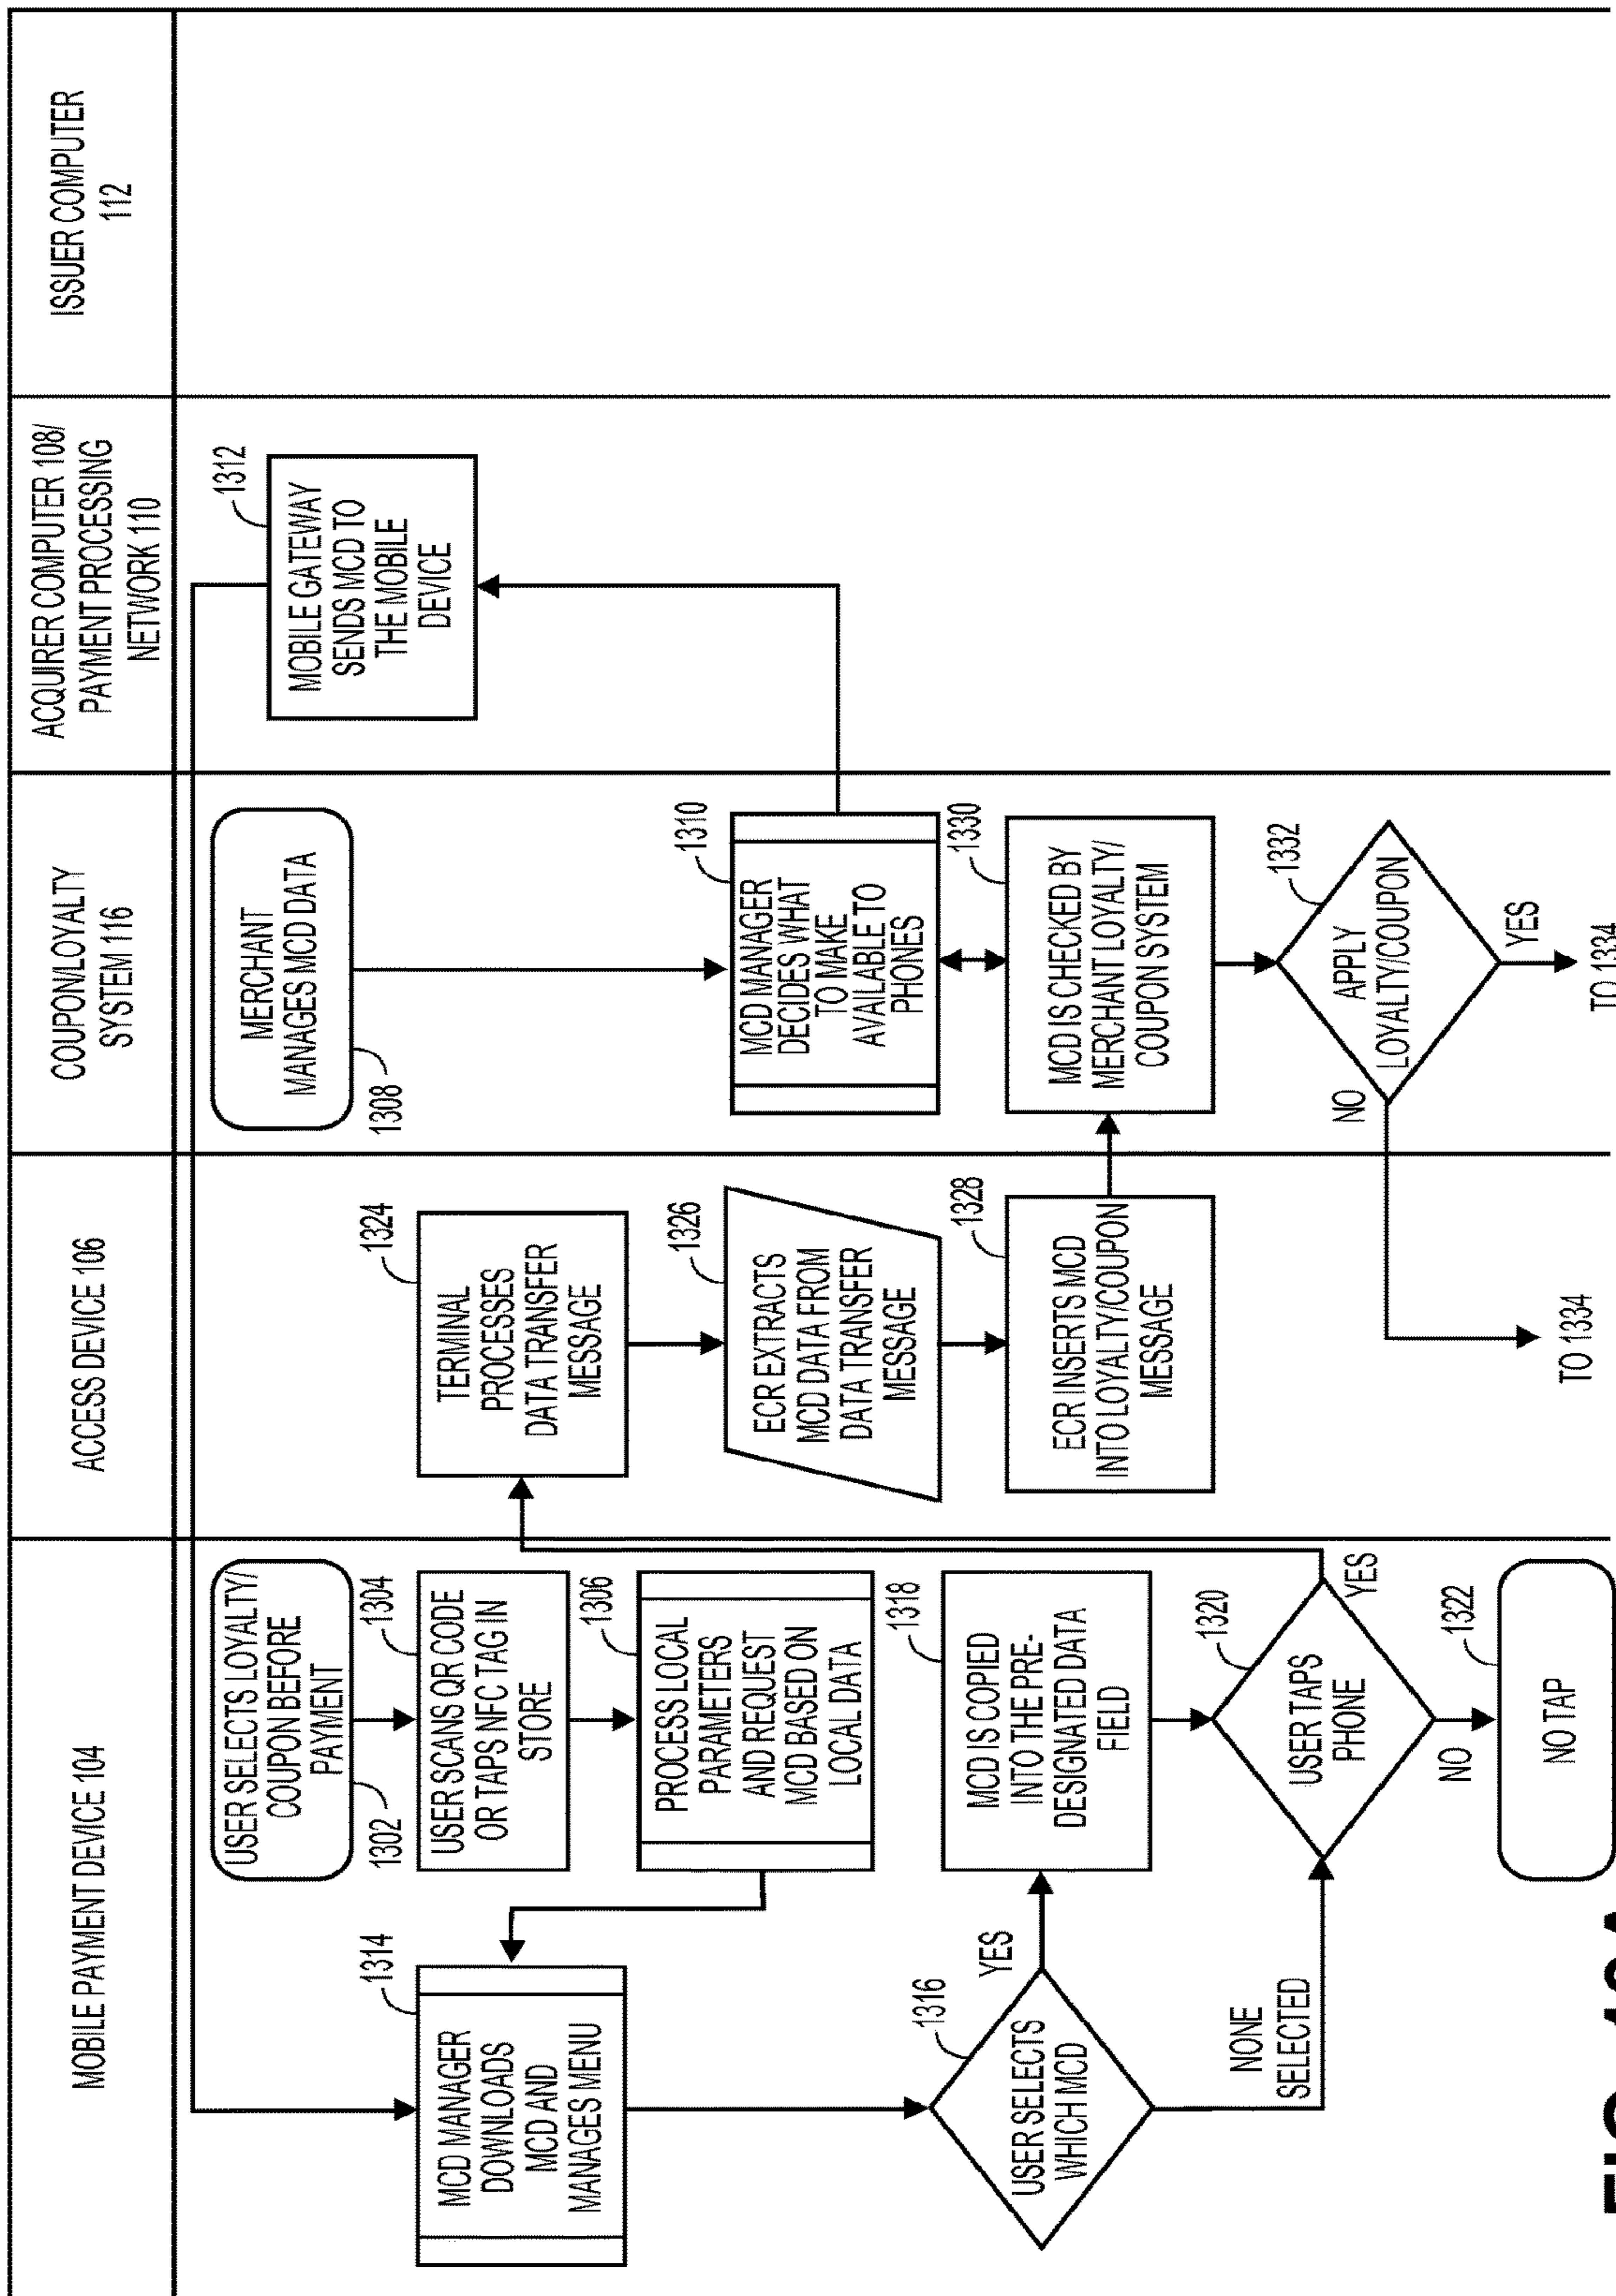 MOBILE PAYMENT DEVICE 104
ACCESS DEVICE 106
COUPON/LOYALTY
SYSTEM 116
ACQUIRER COMPUTER 108/
PAYMENT PROCESSING
NETWORK 110
ISSUER COMPUTER
112
USER SELECTS LOYALTY/
COUPON BEFORE
PAYMENT
1302
USER SCANS QR CODE
OR TAPS NFC TAG IN
STORE
1304
PROCESS LOCAL
PARAMETERS
AND REQUEST
MCD BASED ON
LOCAL DATA
1306
MERCHANT
MANAGES MCD DATA
1308
MCD MANAGER
DECIDES WHAT
TO MAKE
AVAILABLE TO
PHONES
1310
MOBILE GATEWAY
SENDS MCD TO
THE MOBILE
DEVICE
1312
MCD MANAGER
DOWNLOADS
MCD AND
MANAGES MENU
1314
USER SELECTS
WHICH MCD
1316
YES
NONE
SELECTED
MCD IS COPIED
INTO THE PRE-
DESIGNATED DATA
FIELD
1318
USER TAPS
PHONE
1320
YES
NO
NO TAP
1322
TERMINAL
PROCESSES
DATA TRANSFER
MESSAGE
1324
ECR EXTRACTS
MCD DATA FROM
DATA TRANSFER
MESSAGE
1326
ECR INSERTS MCD
INTO LOYALTY/COUPON
MESSAGE
1328
MCD IS CHECKED BY
MERCHANT LOYALTY/
COUPON SYSTEM
1330
APPLY
LOYALTY/COUPON
1332
NO
YES
TO 1334
TO 1334